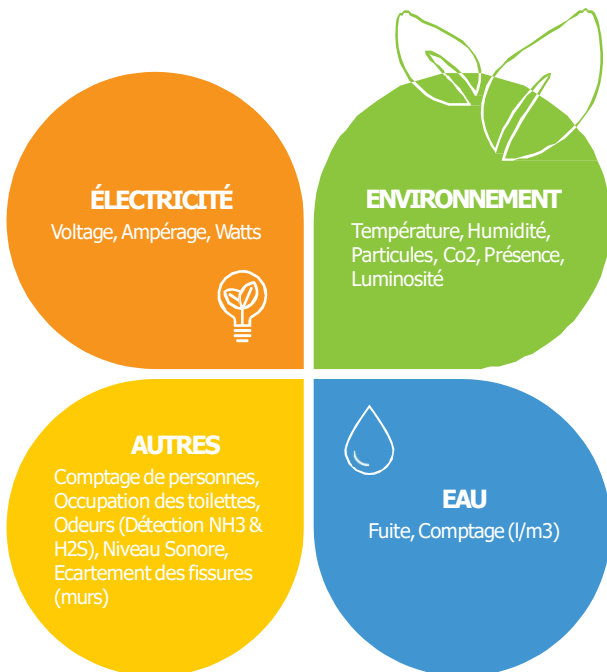 ÉLECTRICITÉ
Voltage, Ampérage, Watts
ENVIRONNEMENT
Température, Humidité,
Particules, Co2, Présence,
Luminosité
AUTRES
Comptage de personnes,
Occupation des toilettes,
Odeurs (Détection NH3 &
H2S), Niveau Sonore,
Ecartement des fissures
(murs)
EAU
Fuite, Comptage (l/m3)